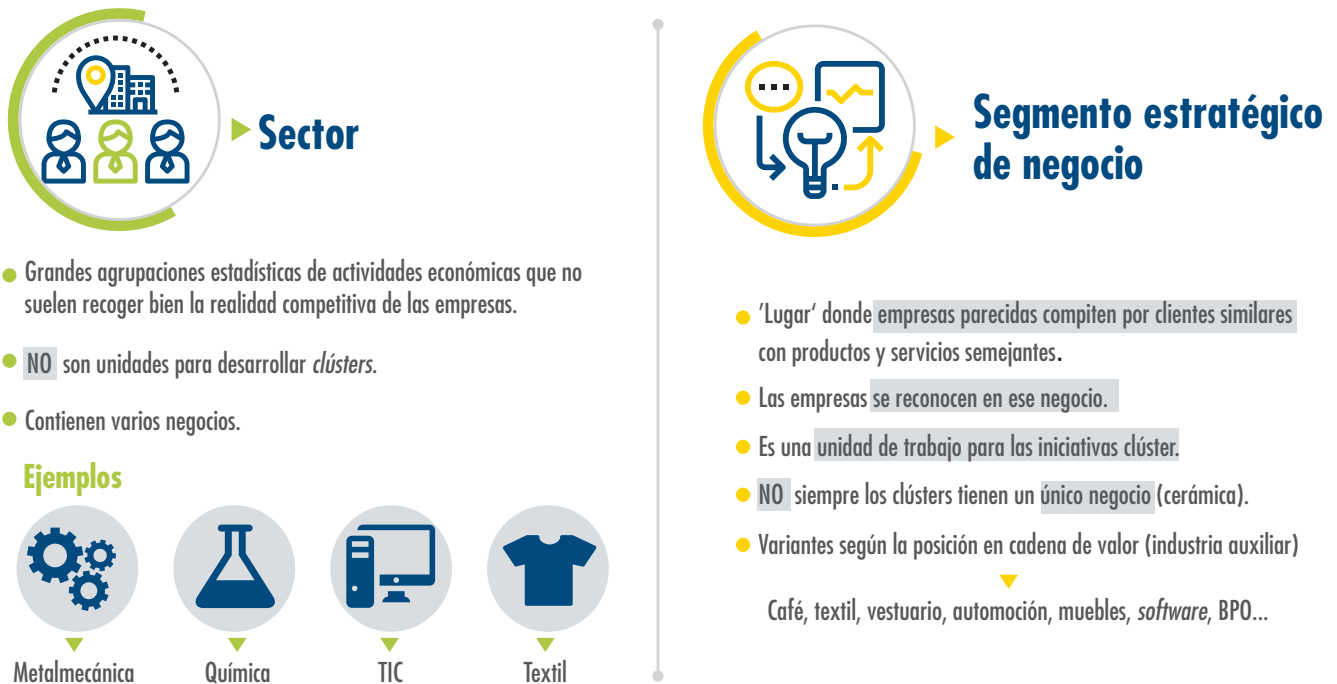 Sector
Grandes agrupaciones estadísticas de actividades económicas que no
suelen recoger bien la realidad competitiva de las empresas.
NO son unidades para desarrollar clústers.
Contienen varios negocios.
Ejemplos
Metalmecánica
Química
TIC
Textil
Segmento estratégico
de negocio
'Lugar‘ donde empresas parecidas compiten por clientes similares
con productos y servicios semejantes.
Las empresas se reconocen en ese negocio.
Es una unidad de trabajo para las iniciativas clúster.
NO siempre los clústers tienen un único negocio (cerámica).
Variantes según la posición en cadena de valor (industria auxiliar)
Café, textil, vestuario, automoción, muebles, software, BPO...